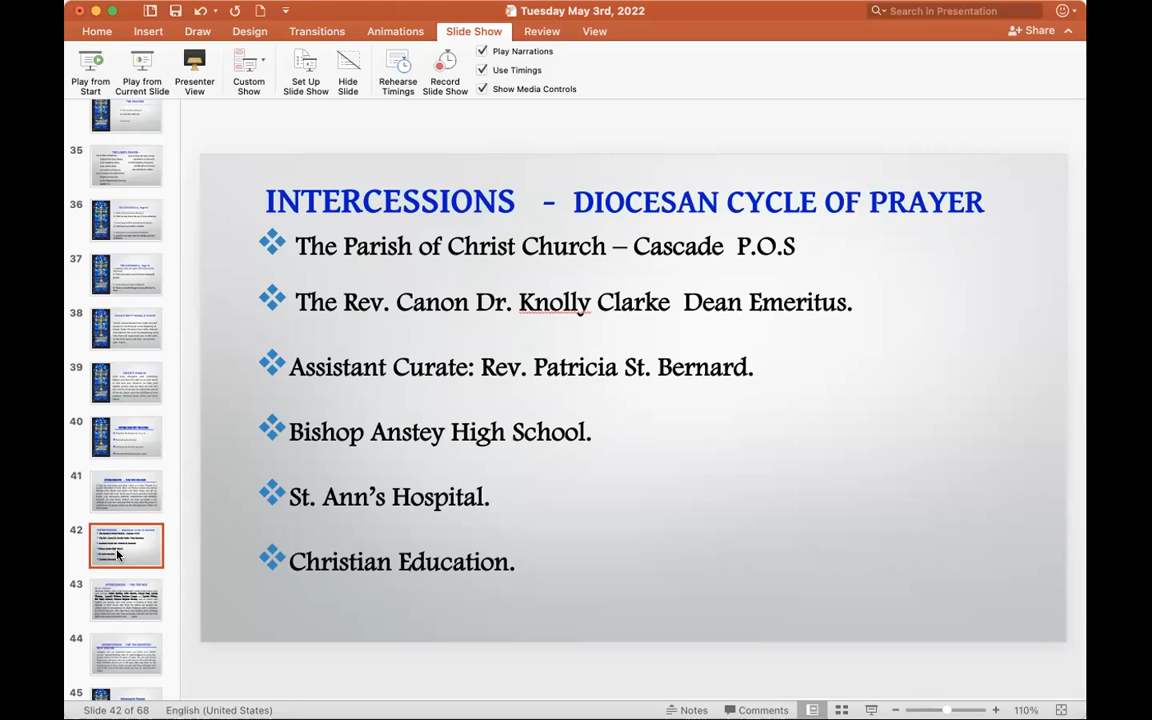 Tuesday May 3rd, 2022
Search in Presentation
Home Insert Draw Design Transitions Animations Slide Show Review View
Share
Play from Start
Play from Current Slide
Presenter View
Custom Show
Set Up Slide Show
Hide Slide
Rehearse Timings
Record Slide Show
Play Narrations
Use Timings
Show Media Controls
35
36
37
38
39
40
41
42
43
44
45
INTERCESSIONS - DIOCESAN CYCLE OF PRAYER
The Parish of Christ Church – Cascade P.O.S
The Rev. Canon Dr. Knolly Clarke Dean Emeritus.
Assistant Curate: Rev. Patricia St. Bernard.
Bishop Anstey High School.
St. Ann's Hospital.
Christian Education.
Slide 42 of 68
English (United States)
Notes
Comments
110%